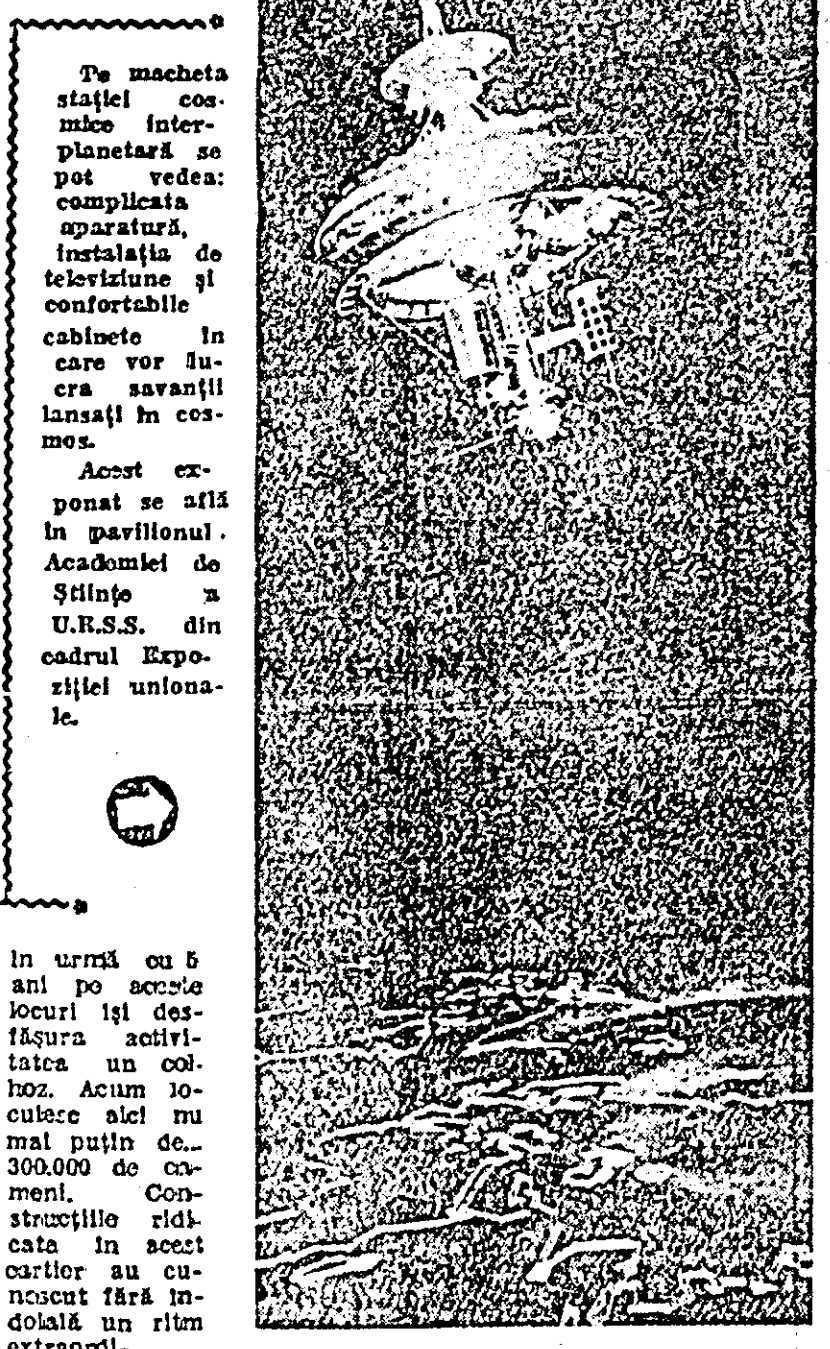 Pe macheta
stației cos-
mice inter-
planetară se
pot vedea:
complicata
aparatură,
instalația de
televiziune și
confortabile
cabinete în
care vor lu-
cra savanții
lansați în cos-
mos.
Acest ex-
ponat se află
în pavilionul
Academiei de
Științe a
U.R.S.S. din
cadrul Expo-
ziției uniona-
le.
în urmă cu 5
ani pe aceste
locuri își des-
fășura activi-
tatea un col-
hoz. Acum lo-
cuiesc aici nu
mai puțin de...
300.000 de oa-
meni. Con-
strucțiile ridi-
cata în acest
cartier au cu-
noscut fără în-
doială un ritm
extraordi-